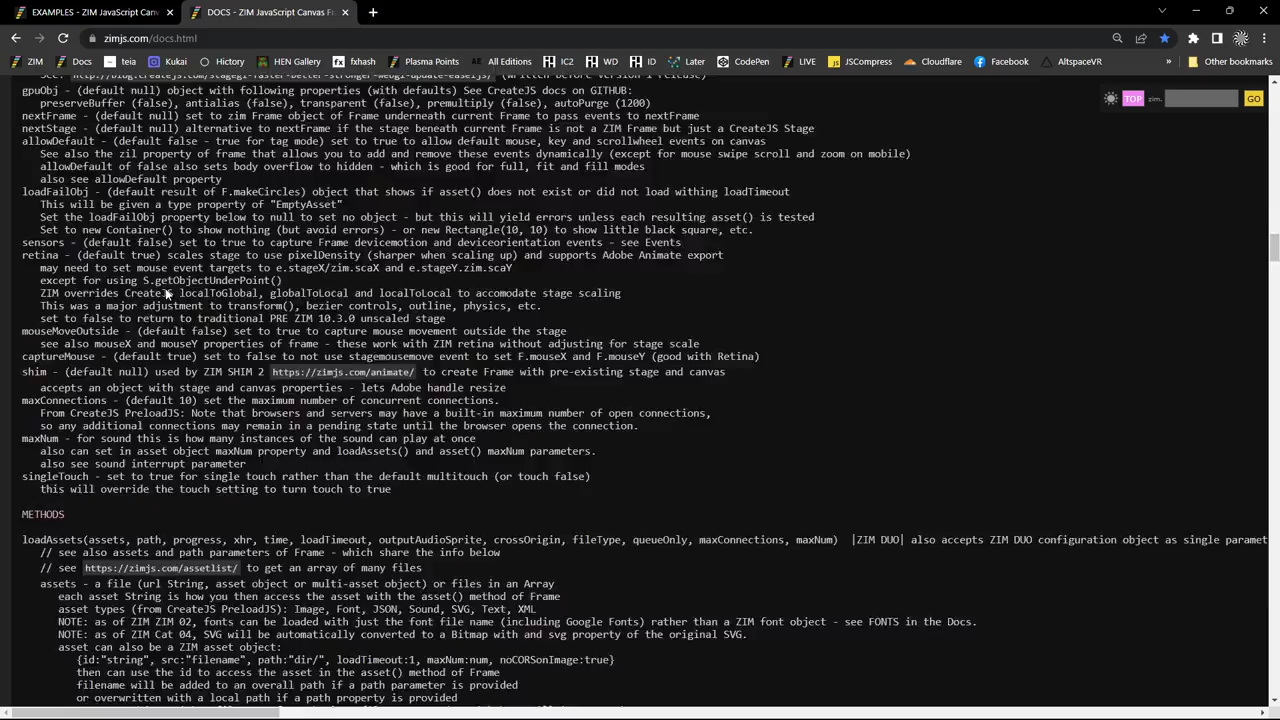 EXAMPLES - ZIM JavaScript Canv
DOCS - ZIM JavaScript Canvas F
zimjs.com/docs.html
ZIM
Docs
teia
Kukai
Hictory
HEN Gallery
Plasma Points
All Editions
fxhash
IC2
WD
ID
Later
CodePen
LIVE
JSCompress
Cloudflare
Facebook
AltspaceVR
Other bookmarks
TOP
zim.
GO
See: http://blog.createjs.com/stagegl-faster-better-stronger-webgl-update-easeljs/ (written before version 1 release)
gpuObj - (default null) object with following properties (with defaults) See CreateJS docs on GITHUB:
preserveBuffer (false), antialias (false), transparent (false), premultiply (false), autoPurge (1200)
nextFrame - (default null) set to zim Frame object of Frame underneath current Frame to pass events to nextFrame
nextStage - (default null) alternative to nextFrame if the stage beneath current Frame is not a ZIM Frame but just a CreateJS Stage
allowDefault - (default false - true for tag mode) set to true to allow default mouse, key and scrollwheel events on canvas
See also the zil property of frame that allows you to add and remove these events dynamically (except for mouse swipe scroll and zoom on mobile)
allowDefault of false also sets body overflow to hidden - which is good for full, fit and fill modes
also see allowDefault property
loadFailObj - (default result of F.makeCircles) object that shows if asset() does not exist or did not load withing loadTimeout
This will be given a type property of "EmptyAsset"
Set the loadFailObj property below to null to set no object - but this will yield errors unless each resulting asset() is tested
Set to new Container() to show nothing (but avoid errors) - or new Rectangle(10, 10) to show little black square, etc.
sensors - (default false) set to true to capture Frame devicemotion and deviceorientation events - see Events
retina - (default true) scales stage to use pixelDensity (sharper when scaling up) and supports Adobe Animate export
may need to set mouse event targets to e.stageX/zim.scaX and e.stageY.zim.scaY
except for using S.getObjectUnderPoint()
ZIM overrides CreateJS localToGlobal, globalToLocal and localToLocal to accomodate stage scaling
This was a major adjustment to transform(), bezier controls, outline, physics, etc.
set to false to return to traditional PRE ZIM 10.3.0 unscaled stage
mouseMoveOutside - (default false) set to true to capture mouse movement outside the stage
see also mouseX and mouseY properties of frame - these work with ZIM retina without adjusting for stage scale
captureMouse - (default true) set to false to not use stagemousemove event to set F.mouseX and F.mouseY (good with Retina)
shim - (default null) used by ZIM SHIM 2 https://zimjs.com/animate/ to create Frame with pre-existing stage and canvas
accepts an object with stage and canvas properties - lets Adobe handle resize
maxConnections - (default 10) set the maximum number of concurrent connections.
From CreateJS PreloadJS: Note that browsers and servers may have a built-in maximum number of open connections,
so any additional connections may remain in a pending state until the browser opens the connection.
maxNum - for sound this is how many instances of the sound can play at once
also can set in asset object maxNum property and loadAssets() and asset() maxNum parameters.
also see sound interrupt parameter
singleTouch - set to true for single touch rather than the default multitouch (or touch false)
this will override the touch setting to turn touch to true
METHODS
loadAssets(assets, path, progress, xhr, time, loadTimeout, outputAudioSprite, crossOrigin, fileType, queueOnly, maxConnections, maxNum) |ZIM DUO| also accepts ZIM DUO configuration object as single paramet
// see also assets and path parameters of Frame - which share the info below
// see https://zimjs.com/assetlist/ to get an array of many files
assets - a file (url String, asset object or multi-asset object) or files in an Array
each asset String is how you then access the asset with the asset() method of Frame
asset types (from CreateJS PreloadJS): Image, Font, JSON, Sound, SVG, Text, XML
NOTE: as of ZIM ZIM 02, fonts can be loaded with just the font file name (including Google Fonts) rather than a ZIM font object - see FONTS in the Docs.
NOTE: as of ZIM Cat 04, SVG will be automatically converted to a Bitmap with and svg property of the original SVG.
asset can also be a ZIM asset object:
{id:"string", src:"filename", path:"dir/", loadTimeout:1, maxNum:num, noCORSonImage:true}
then can use the id to access the asset in the asset() method of Frame
filename will be added to an overall path if a path parameter is provided
or overwritten with a local path if a path property is provided